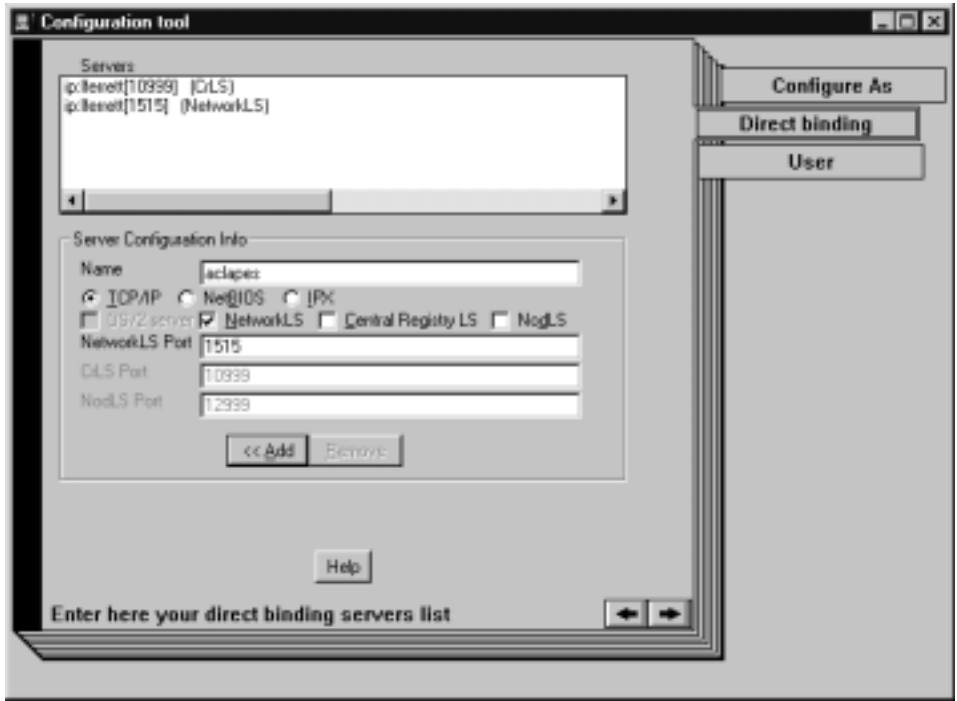 Configuration tool
Servers
ip:llerrett[10999] (CrLS)
ip:llerrett[1515] (NetworkLS)
Server Configuration Info
Name aclapes
TCP/IP NetBIOS IPX
OS/2 server NetworkLS Central Registry LS NodLS
NetworkLS Port 1515
CrLS Port 10999
NodLS Port 12999
<< Add Remove
Help
Enter here your direct binding servers list
Configure As
Direct binding
User